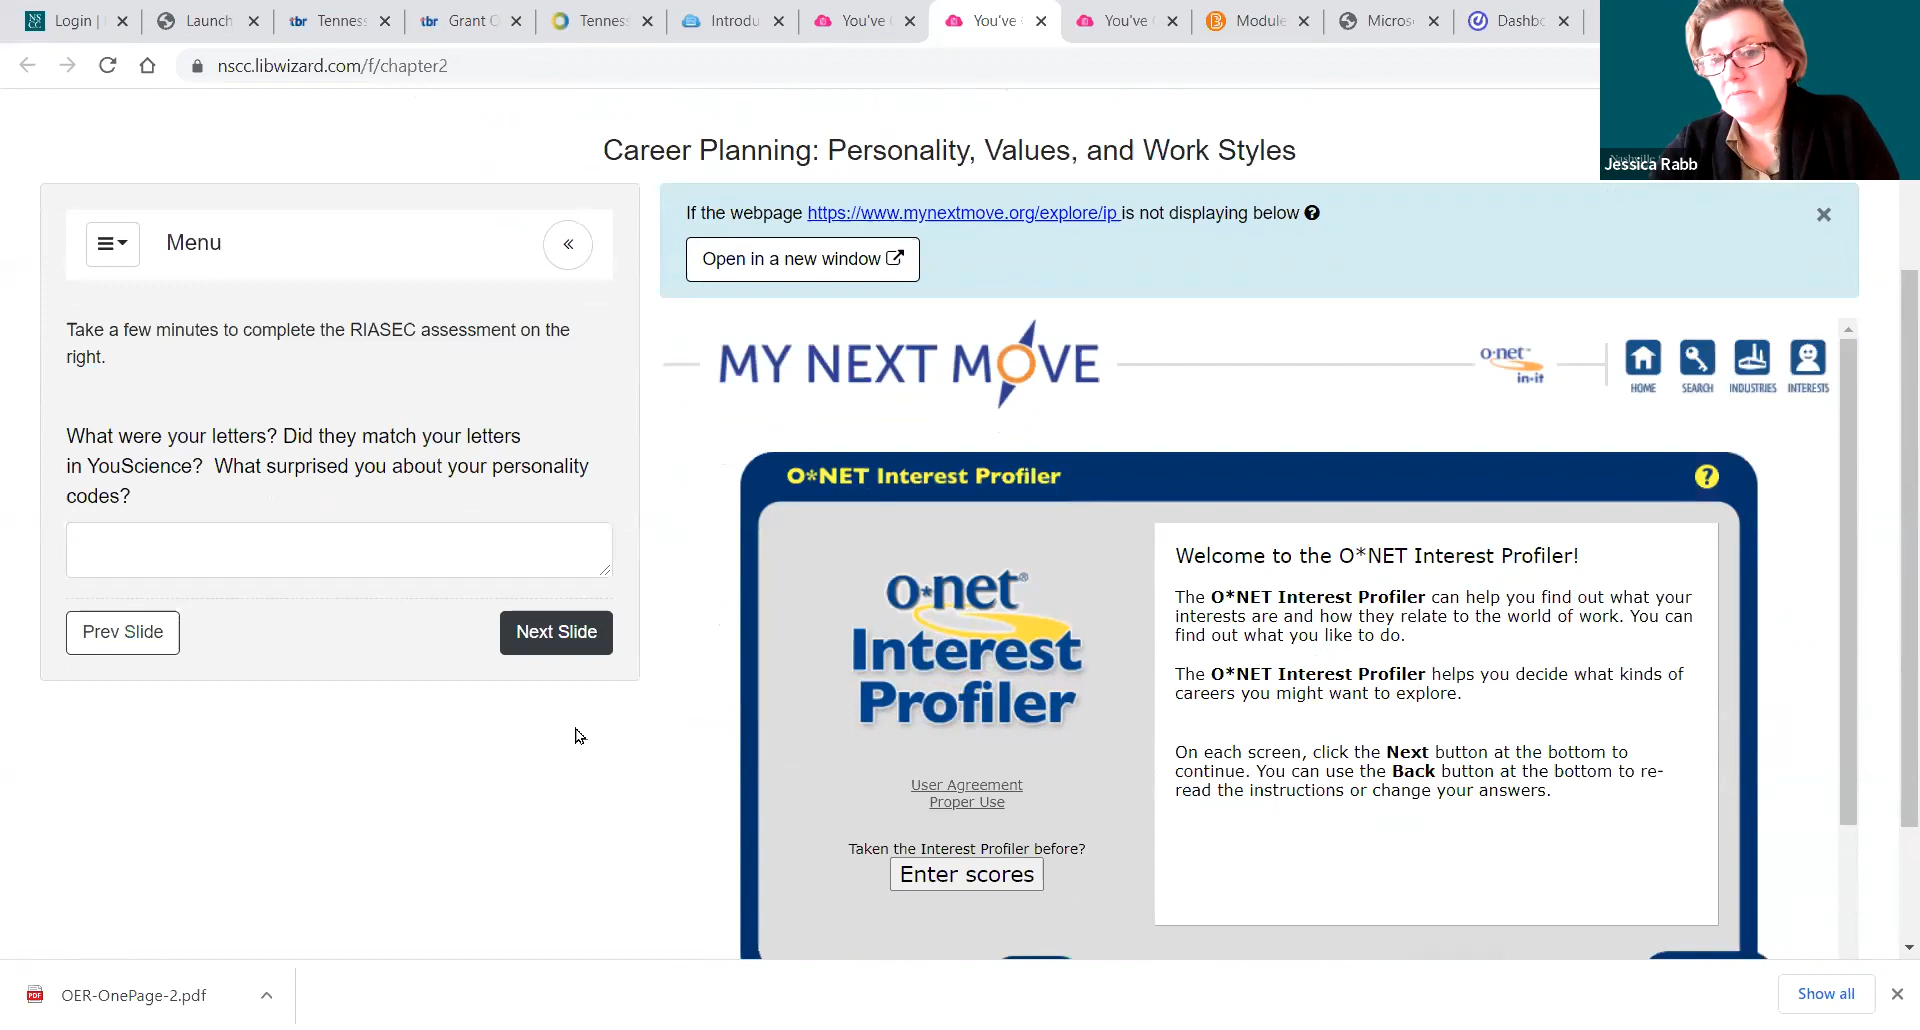 Login |
Launch
tbr Tenness
tbr Grant O
Tenness
Introdu
You've
You've
You've
Module
Micros
Dashbo
nscc.libwizard.com/f/chapter2
Jessica Rabb
Career Planning: Personality, Values, and Work Styles
Menu
«
Take a few minutes to complete the RIASEC assessment on the
right.
What were your letters? Did they match your letters
in YouScience?  What surprised you about your personality
codes?
Prev Slide
Next Slide
If the webpage https://www.mynextmove.org/explore/ip is not displaying below ?
Open in a new window
MY NEXT MOVE
o·net™
in-it
HOME
SEARCH
INDUSTRIES
INTERESTS
O*NET Interest Profiler
?
o*net®
Interest
Profiler
User Agreement
Proper Use
Taken the Interest Profiler before?
Enter scores
Welcome to the O*NET Interest Profiler!
The O*NET Interest Profiler can help you find out what your
interests are and how they relate to the world of work. You can
find out what you like to do.
The O*NET Interest Profiler helps you decide what kinds of
careers you might want to explore.
On each screen, click the Next button at the bottom to
continue. You can use the Back button at the bottom to re-
read the instructions or change your answers.
PDF
OER-OnePage-2.pdf
Show all